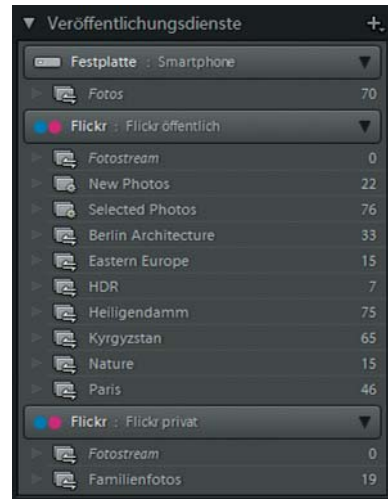 Veröffentlichungsdienste
Festplatte : Smartphone
Fotos 70
Flickr : Flickr öffentlich
Fotostream 0
New Photos 22
Selected Photos 76
Berlin Architecture 33
Eastern Europe 15
HDR 7
Heiligendamm 75
Kyrgyzstan 65
Nature 15
Paris 46
Flickr : Flickr privat
Fotostream 0
Familienfotos 19